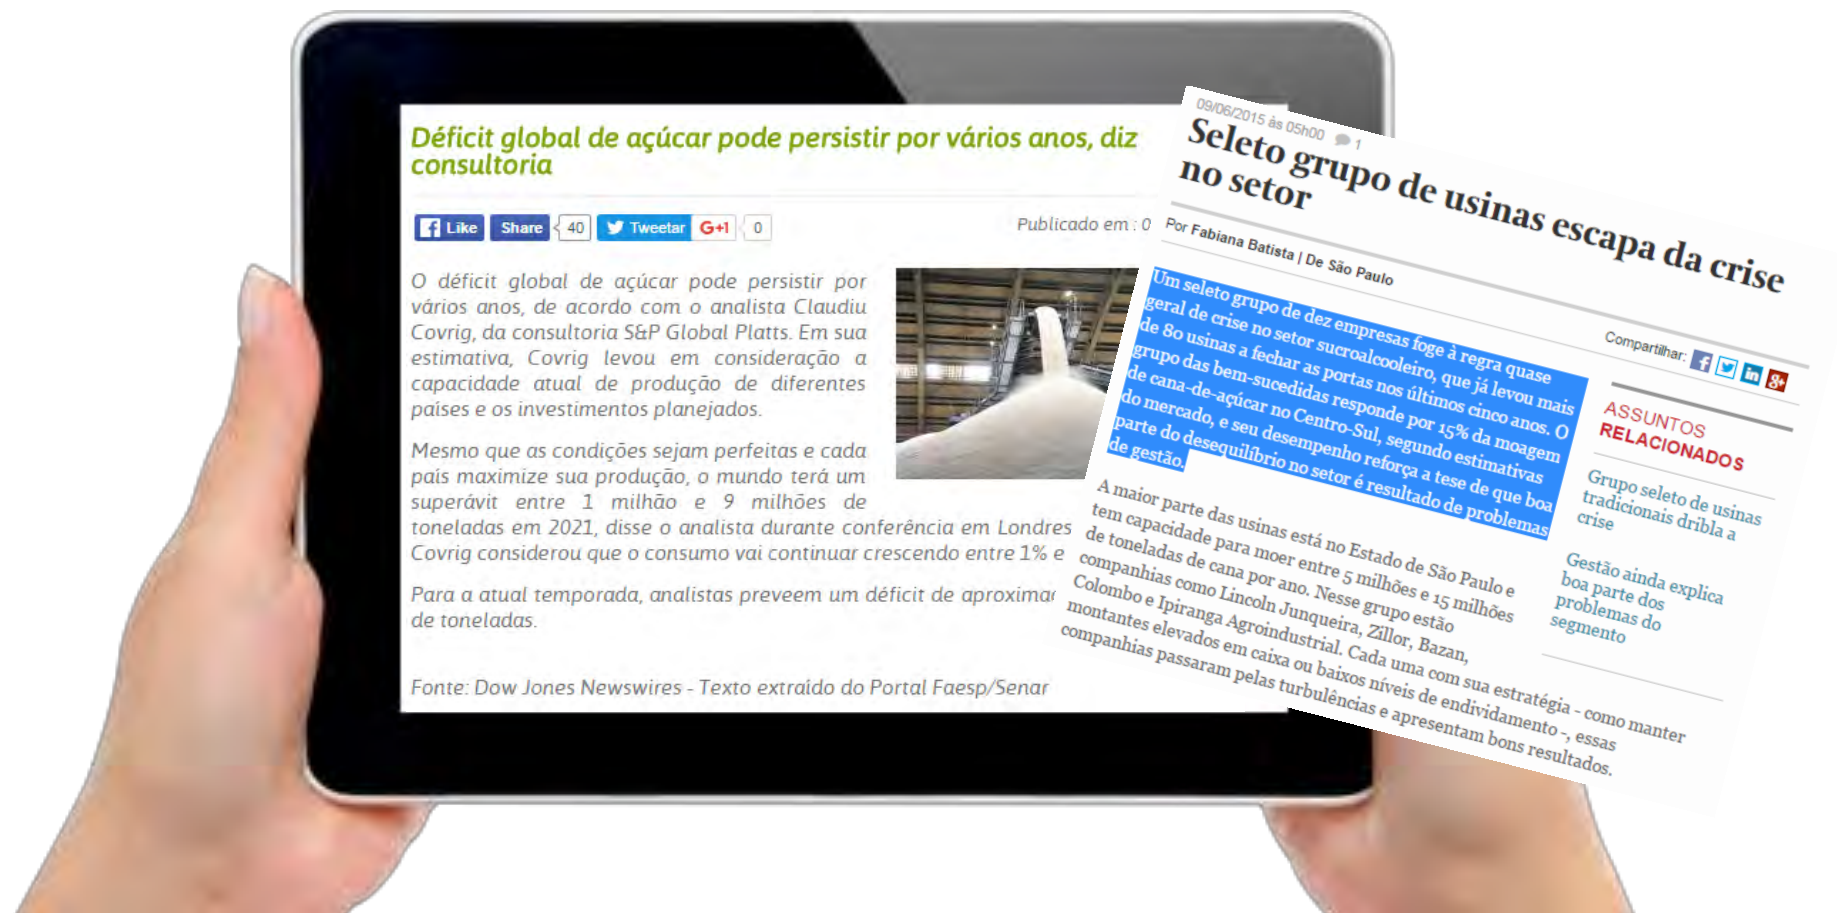 Déficit global de açúcar pode persistir por vários anos, diz
consultoria
Like Share 40 Tweetar G+1 0
Publicado em : 0
O déficit global de açúcar pode persistir por
vários anos, de acordo com o analista Claudiu
Covrig, da consultoria S&P Global Platts. Em sua
estimativa, Covrig levou em consideração a
capacidade atual de produção de diferentes
países e os investimentos planejados.
Mesmo que as condições sejam perfeitas e cada
país maximize sua produção, o mundo terá um
superávit entre 1 milhão e 9 milhões de
toneladas em 2021, disse o analista durante conferência em Londres
Covrig considerou que o consumo vai continuar crescendo entre 1% e
Para a atual temporada, analistas preveem um déficit de
de toneladas.
Fonte: Dow Jones Newswires - Texto extraído do Portal Faesp/Senar
09/06/2015 às 05h00 1
Seleto grupo de usinas escapa da crise
no setor
Por Fabiana Batista | De São Paulo
Compartilhar:
Um seleto grupo de dez empresas foge à regra quase
geral de crise no setor sucroalcooleiro, que já levou mais
de 80 usinas a fechar as portas nos últimos cinco anos. O
grupo das bem-sucedidas responde por 15% da moagem
de cana-de-açúcar no Centro-Sul, segundo estimativas
do mercado, e seu desempenho reforça a tese de que boa
parte do desequilíbrio no setor é resultado de problemas
de gestão.
A maior parte das usinas está no Estado de São Paulo e
tem capacidade para moer entre 5 milhões e 15 milhões
de toneladas de cana por ano. Nesse grupo estão
companhias como Lincoln Junqueira, Zillor, Bazan,
Colombo e Ipiranga Agroindustrial. Cada uma com sua estratégia - como manter
montantes elevados em caixa ou baixos níveis de endividamento -, essas
companhias passaram pelas turbulências e apresentam bons resultados.
ASSUNTOS
RELACIONADOS
Grupo seleto de usinas
tradicionais dribla a
crise
Gestão ainda explica
boa parte dos
problemas do
segmento